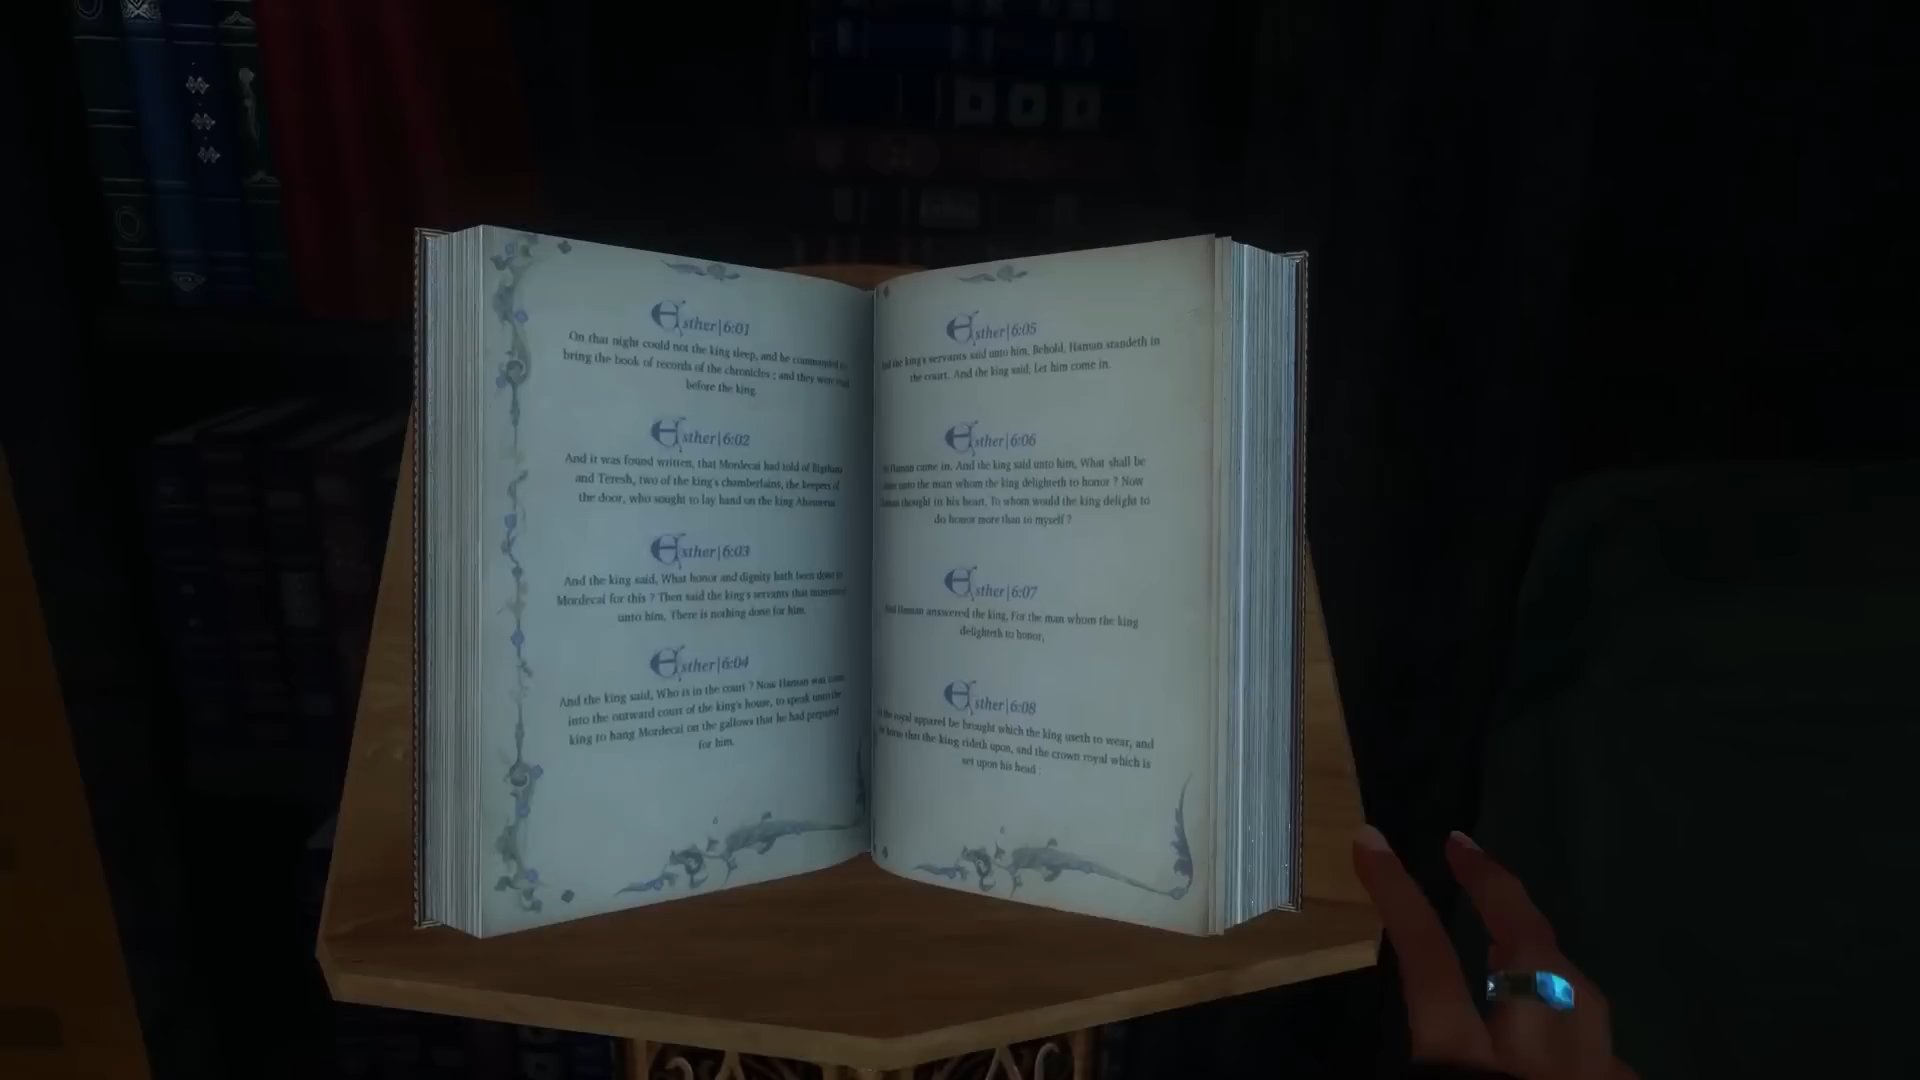 Esther|6:01
On that night could not the king sleep, and he commanded to
bring the book of records of the chronicles ; and they were read
before the king.
Esther|6:02
And it was found written, that Mordecai had told of Bigthana
and Teresh, two of the king's chamberlains, the keepers of
the door, who sought to lay hand on the king Ahasuerus
Esther|6:03
And the king said, What honor and dignity hath been done to
Mordecai for this ? Then said the king's servants that ministered
unto him, There is nothing done for him.
Esther|6:04
And the king said, Who is in the court ? Now Haman was come
into the outward court of the king's house, to speak unto the
king to hang Mordecai on the gallows that he had prepared
for him.
Esther|6:05
And the king's servants said unto him, Behold, Haman standeth in
the court. And the king said, Let him come in.
Esther|6:06
Haman came in. And the king said unto him, What shall be
unto the man whom the king delighteth to honor ? Now
thought in his heart, To whom would the king delight to
do honor more than to myself ?
Esther|6:07
And Haman answered the king, For the man whom the king
delighteth to honor,
Esther|6:08
the royal apparel be brought which the king useth to wear, and
horse that the king rideth upon, and the crown royal which is
set upon his head